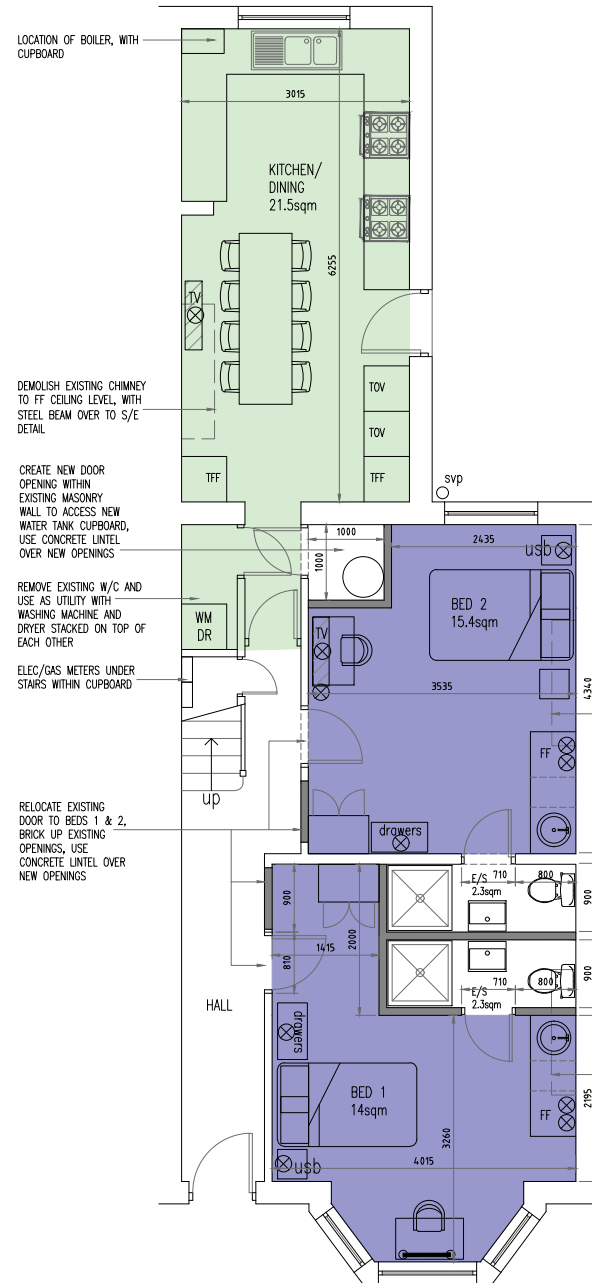 LOCATION OF BOILER, WITH
CUPBOARD
3015
KITCHEN/
DINING
21.5sqm
6255
TV
DEMOLISH EXISTING CHIMNEY
TO FF CEILING LEVEL, WITH
STEEL BEAM OVER TO S/E
DETAIL
TOV
TOV
TFF
TFF
svp
CREATE NEW DOOR
OPENING WITHIN
EXISTING MASONRY
WALL TO ACCESS NEW
WATER TANK CUPBOARD,
USE CONCRETE LINTEL
OVER NEW OPENINGS
1000
1000
2435
usb
REMOVE EXISTING W/C AND
USE AS UTILITY WITH
WASHING MACHINE AND
DRYER STACKED ON TOP OF
EACH OTHER
WM
DR
BED 2
15.4sqm
TV
3535
4340
ELEC/GAS METERS UNDER
STAIRS WITHIN CUPBOARD
up
FF
drawers
RELOCATE EXISTING
DOOR TO BEDS 1 & 2,
BRICK UP EXISTING
OPENINGS, USE
CONCRETE LINTEL OVER
NEW OPENINGS
E/S
2.3sqm
710
800
900
900
2000
1415
810
710
800
900
E/S
2.3sqm
HALL
drawers
BED 1
14sqm
FF
2195
3260
usb
4015